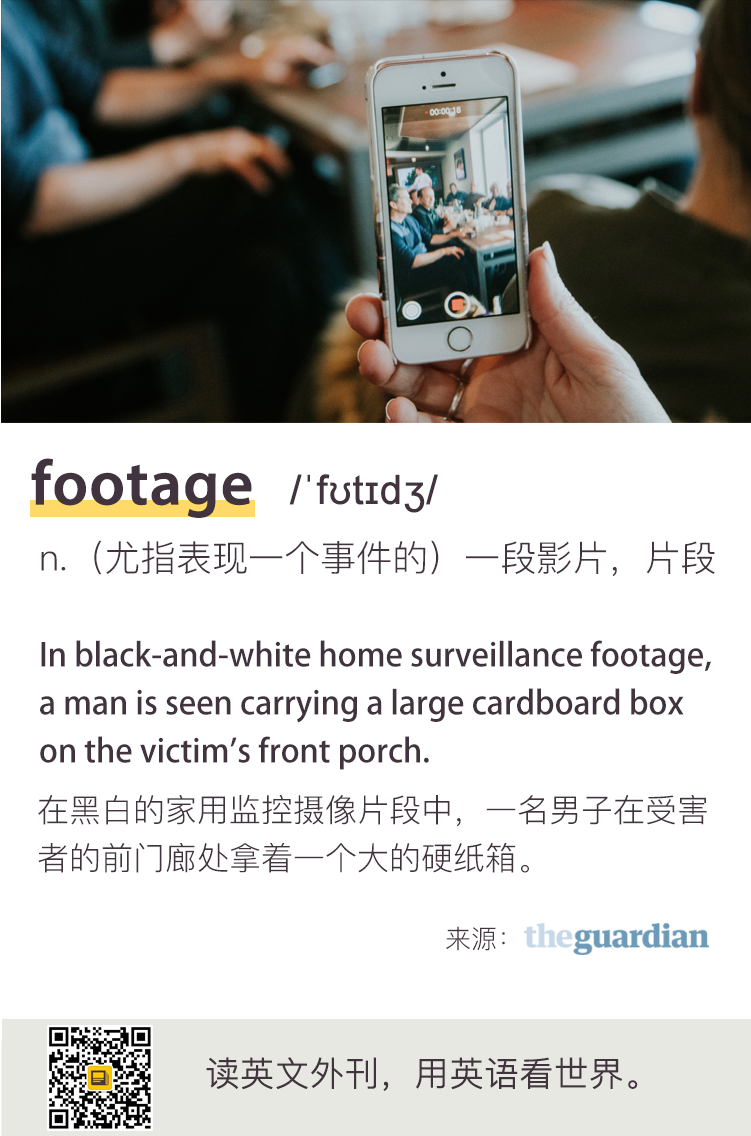 00:00:18
footage /ˈfʊtɪdʒ/
n.（尤指表现一个事件的）一段影片，片段
In black-and-white home surveillance footage,
a man is seen carrying a large cardboard box
on the victim’s front porch.
在黑白的家用监控摄像片段中，一名男子在受害
者的前门廊处拿着一个大的硬纸箱。
来源：theguardian
读英文外刊，用英语看世界。